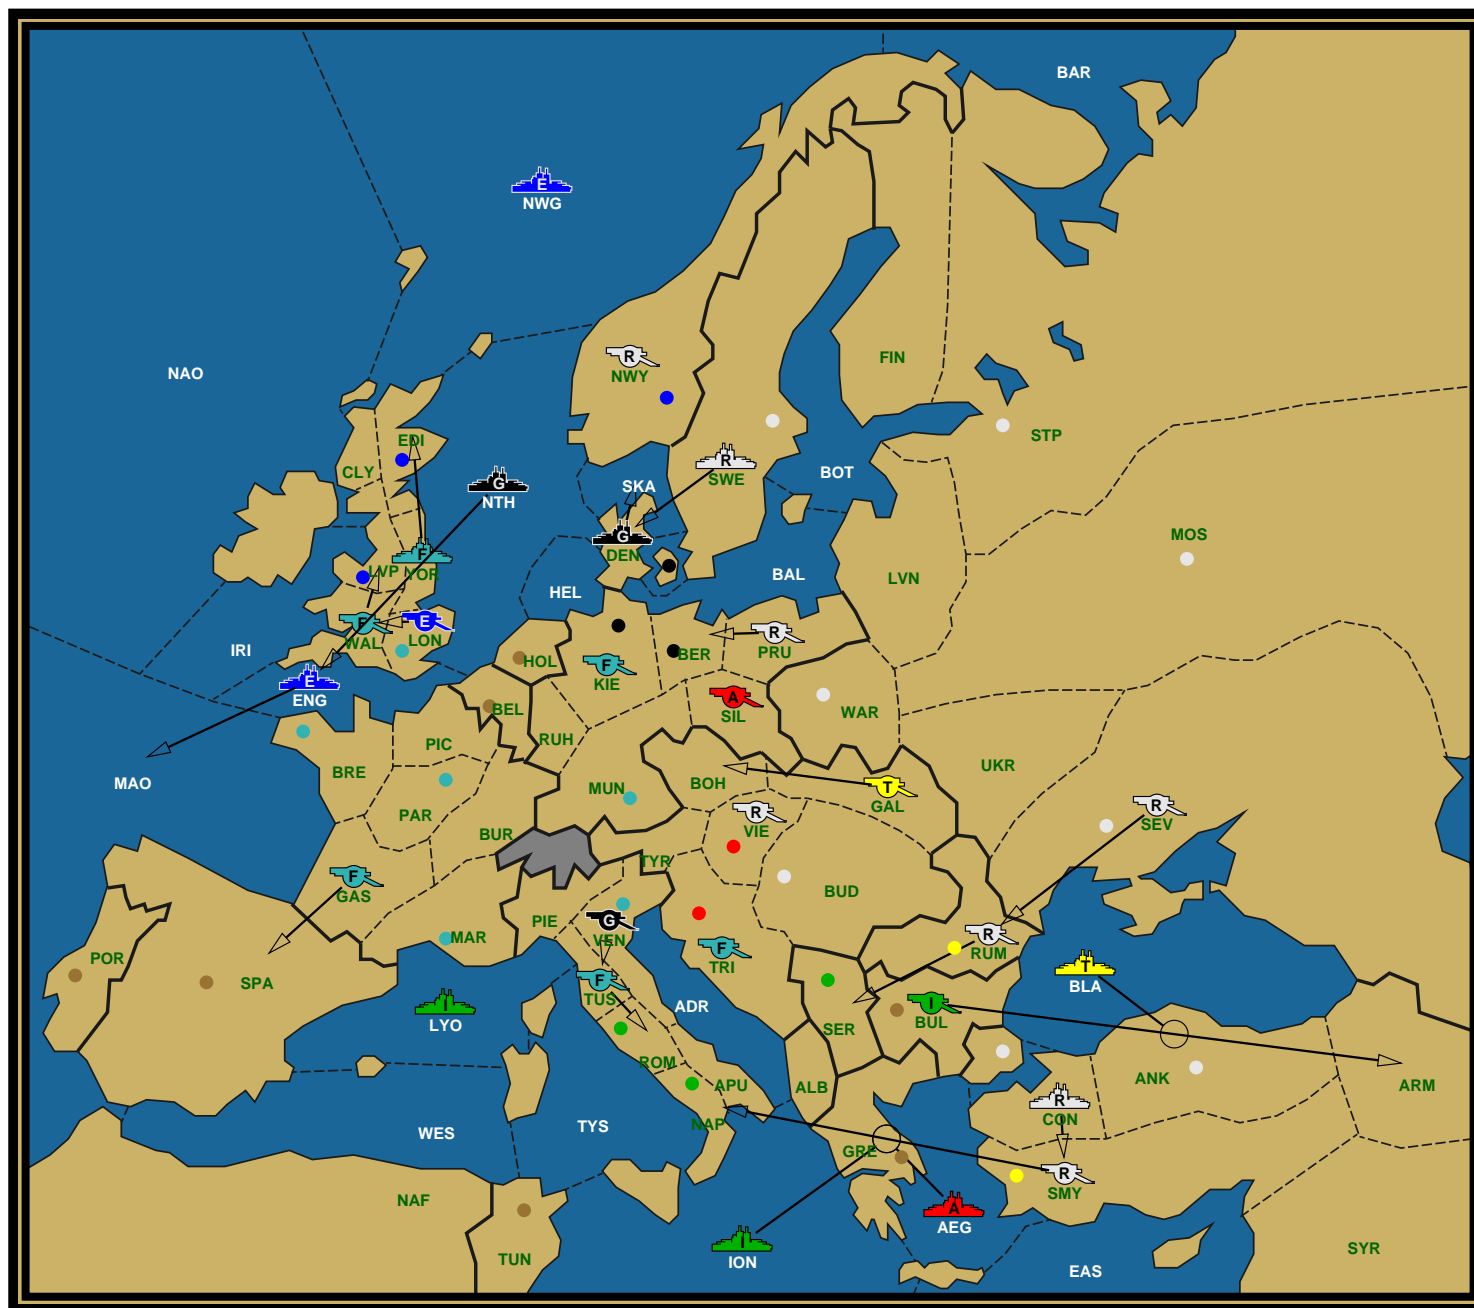 BAR
E
NWG
NAO
R
NWY
FIN
EDI
STP
CLY
R
SWE
BOT
G
NTH
SKA
MOS
G
DEN
F
YOR
LVP
BAL
LVN
HEL
E
LON
F
WAL
IRI
R
PRU
BER
HOL
F
KIE
E
ENG
A
SIL
WAR
BEL
RUH
PIC
UKR
BRE
MAO
BOH
T
GAL
MUN
R
SEV
PAR
R
VIE
BUR
TYR
F
GAS
BUD
G
VEN
PIE
MAR
R
RUM
F
TRI
POR
SPA
F
TUS
T
BLA
I
LYO
ADR
I
BUL
SER
ROM
APU
ALB
ANK
ARM
R
CON
WES
TYS
NAP
GRE
R
SMY
NAF
A
AEG
I
ION
TUN
EAS
SYR